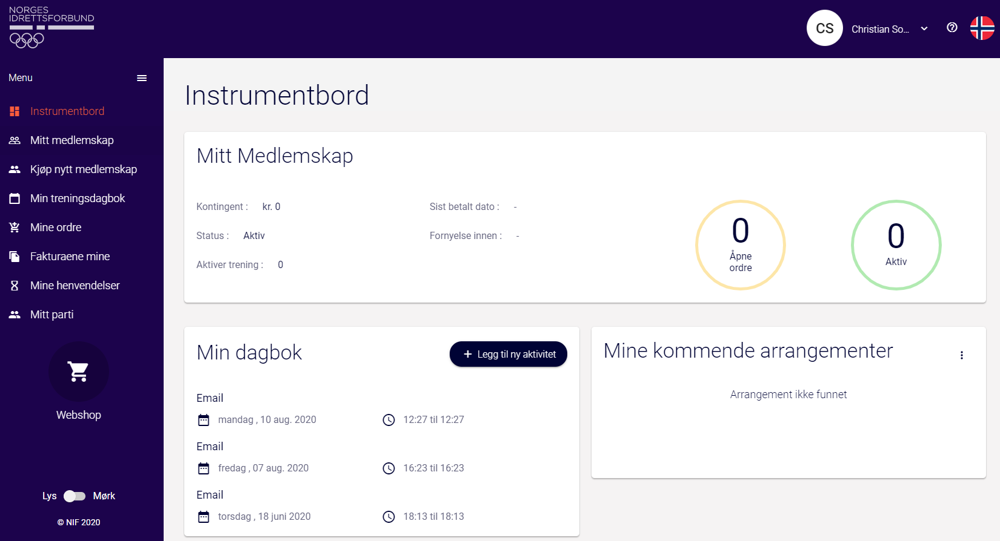 NORGES
IDRETTSFORBUND
CS
Christian So...
Menu
Instrumentbord
Mitt medlemskap
Kjøp nytt medlemskap
Min treningsdagbok
Mine ordre
Fakturaene mine
Mine henvendelser
Mitt parti
Webshop
Lys Mørk
© NIF 2020
Instrumentbord
Mitt Medlemskap
Kontingent : kr. 0
Status : Aktiv
Aktiver trening : 0
Sist betalt dato : -
Fornyelse innen : -
0
Åpne
ordre
0
Aktiv
Min dagbok
+ Legg til ny aktivitet
Email
mandag , 10 aug. 2020 12:27 til 12:27
Email
fredag , 07 aug. 2020 16:23 til 16:23
Email
torsdag , 18 juni 2020 18:13 til 18:13
Mine kommende arrangementer
Arrangement ikke funnet